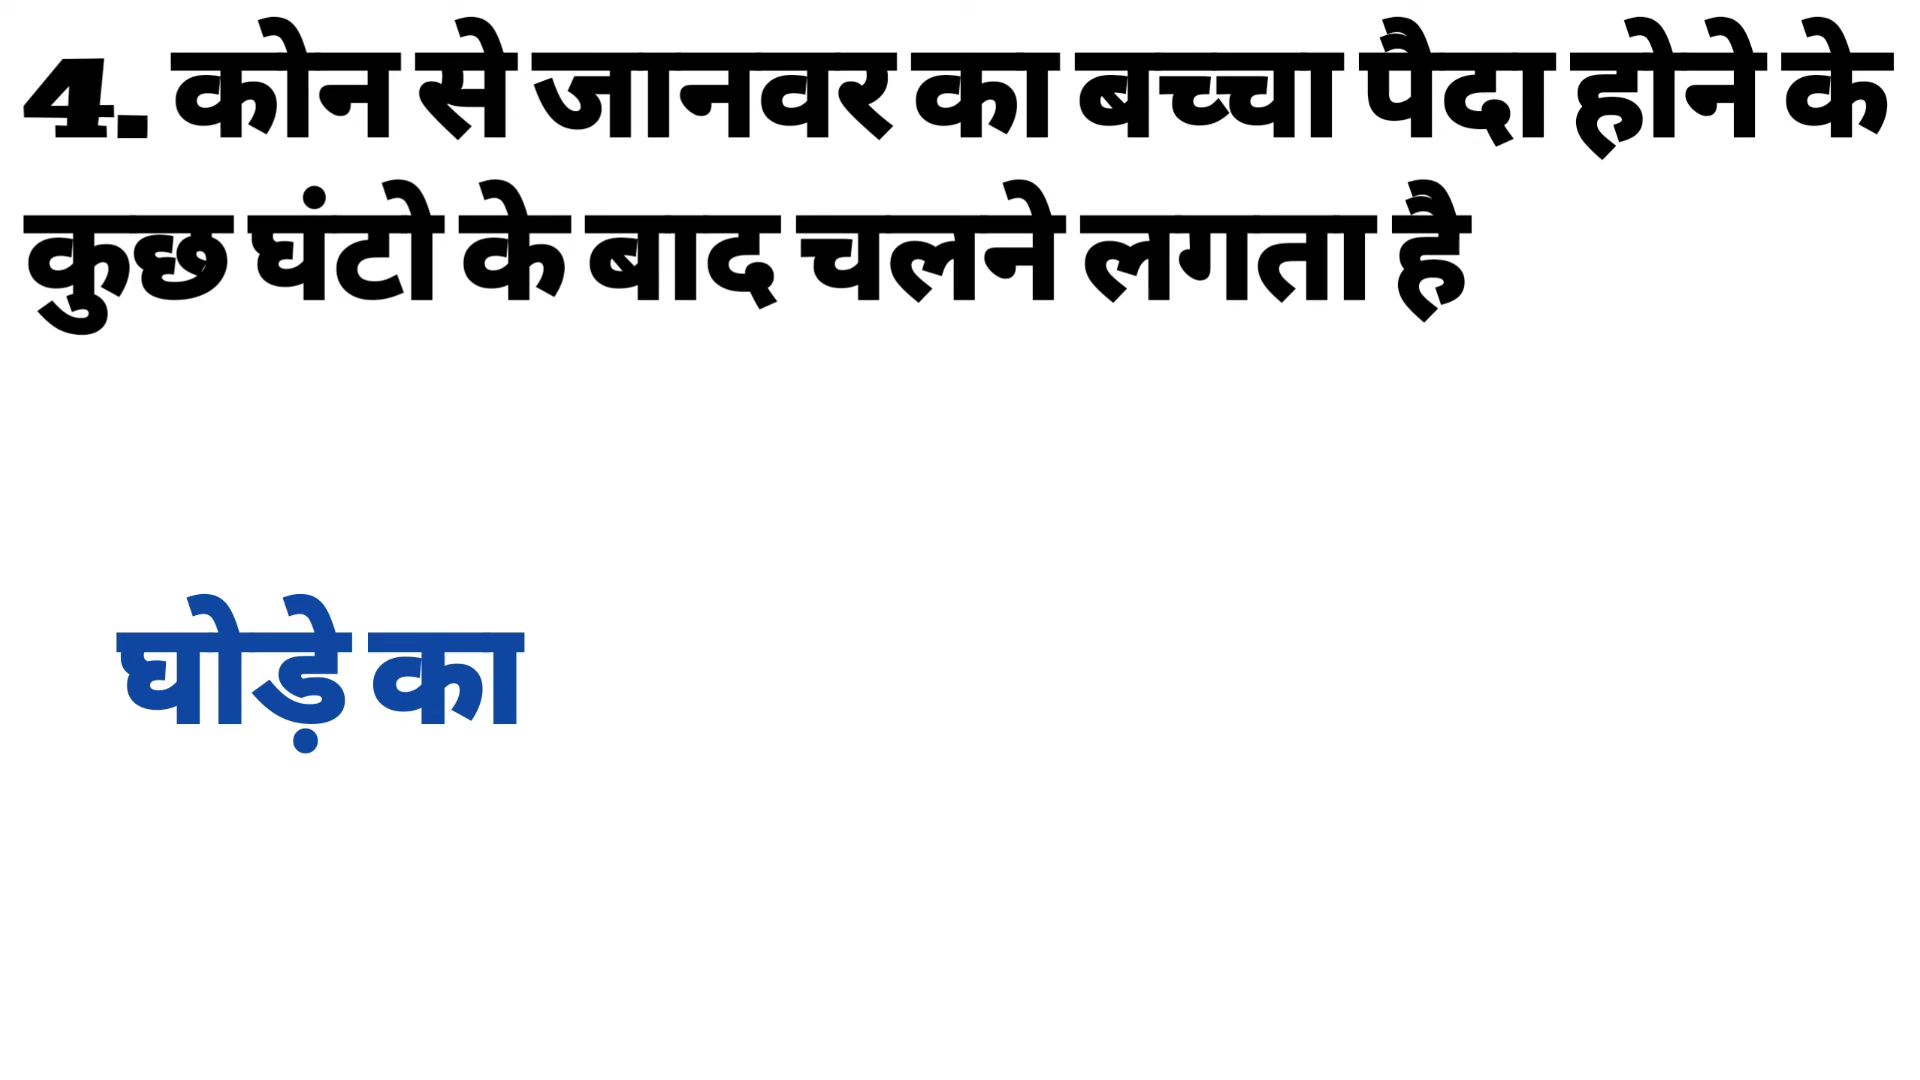 4. कोन से जानवर का बच्चा पैदा होने के
कुछ घंटो के बाद चलने लगता है
घोड़े का